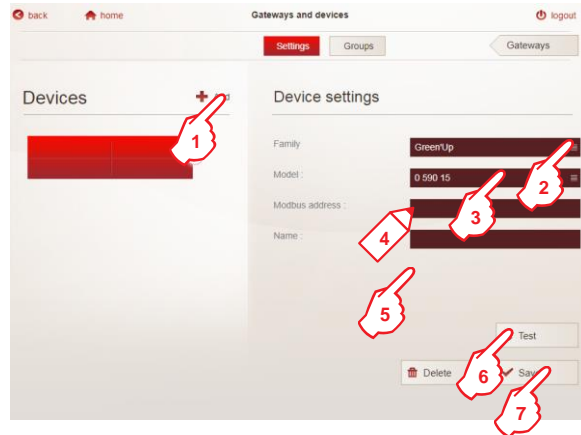 back home Gateways and devices logout
Settings Groups Gateways
Devices Device settings
1
Family Green'Up
2
Model : 0 590 15
3
Modbus address :
4
Name :
5
Test
6
Delete Save
7